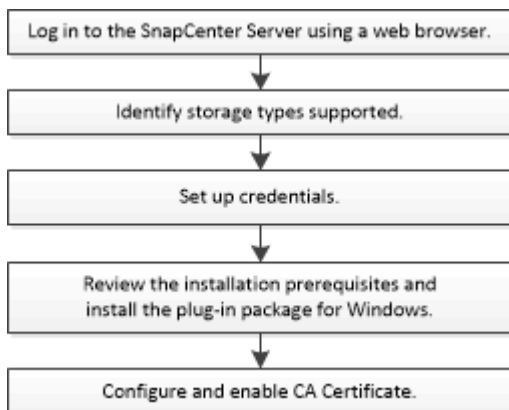 Log in to the SnapCenter Server using a web browser.
Identify storage types supported.
Set up credentials.
Review the installation prerequisites and
install the plug-in package for Windows.
Configure and enable CA Certificate.